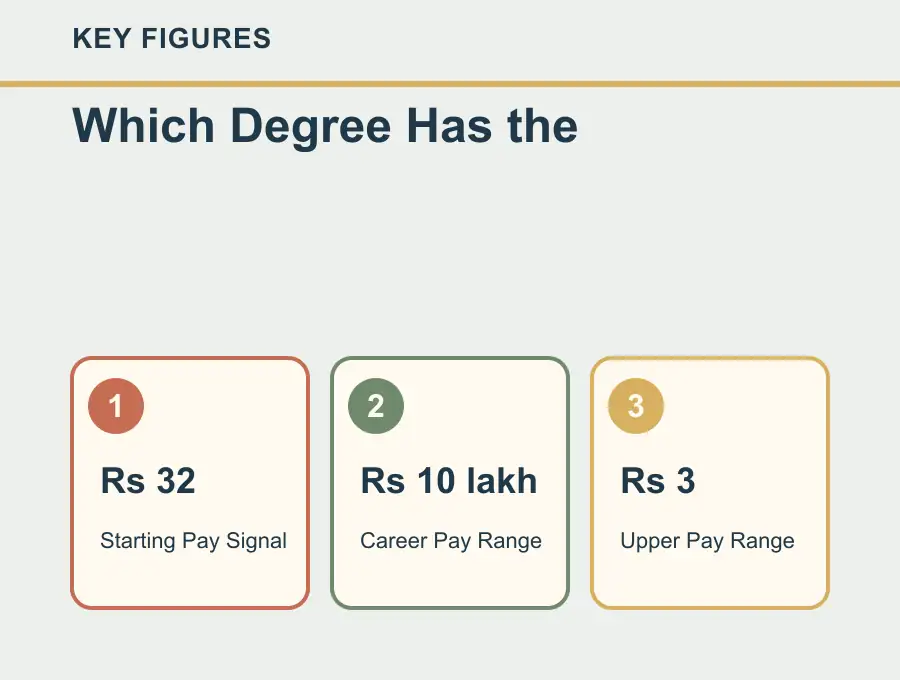 KEY FIGURES
Which Degree Has the
1
2
3
Rs 32
Rs 10 lakh
Rs 3
Starting Pay Signal
Career Pay Range
Upper Pay Range